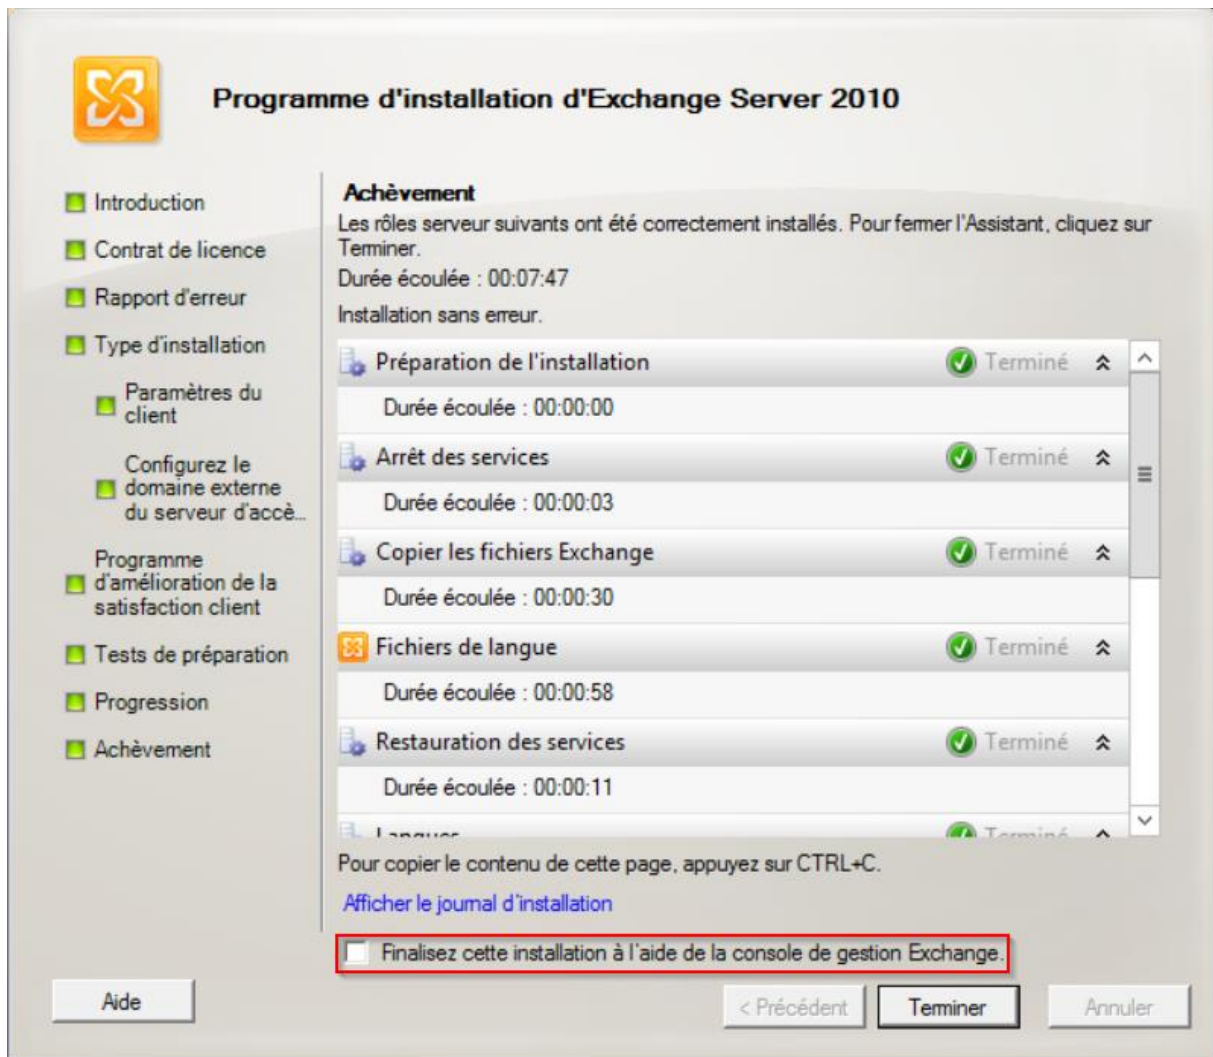 Programme d'installation d'Exchange Server 2010
Introduction
Contrat de licence
Rapport d'erreur
Type d'installation
Paramètres du
client
Configurez le
domaine externe
du serveur d'accè...
Programme
d'amélioration de la
satisfaction client
Tests de préparation
Progression
Achèvement
Achèvement
Les rôles serveur suivants ont été correctement installés. Pour fermer l'Assistant, cliquez sur
Terminer.
Durée écoulée : 00:07:47
Installation sans erreur.
Préparation de l'installation Terminé
Durée écoulée : 00:00:00
Arrêt des services Terminé
Durée écoulée : 00:00:03
Copier les fichiers Exchange Terminé
Durée écoulée : 00:00:30
Fichiers de langue Terminé
Durée écoulée : 00:00:58
Restauration des services Terminé
Durée écoulée : 00:00:11
Langues Terminé
Pour copier le contenu de cette page, appuyez sur CTRL+C.
Afficher le journal d'installation
Finalisez cette installation à l'aide de la console de gestion Exchange.
Aide
< Précédent
Terminer
Annuler